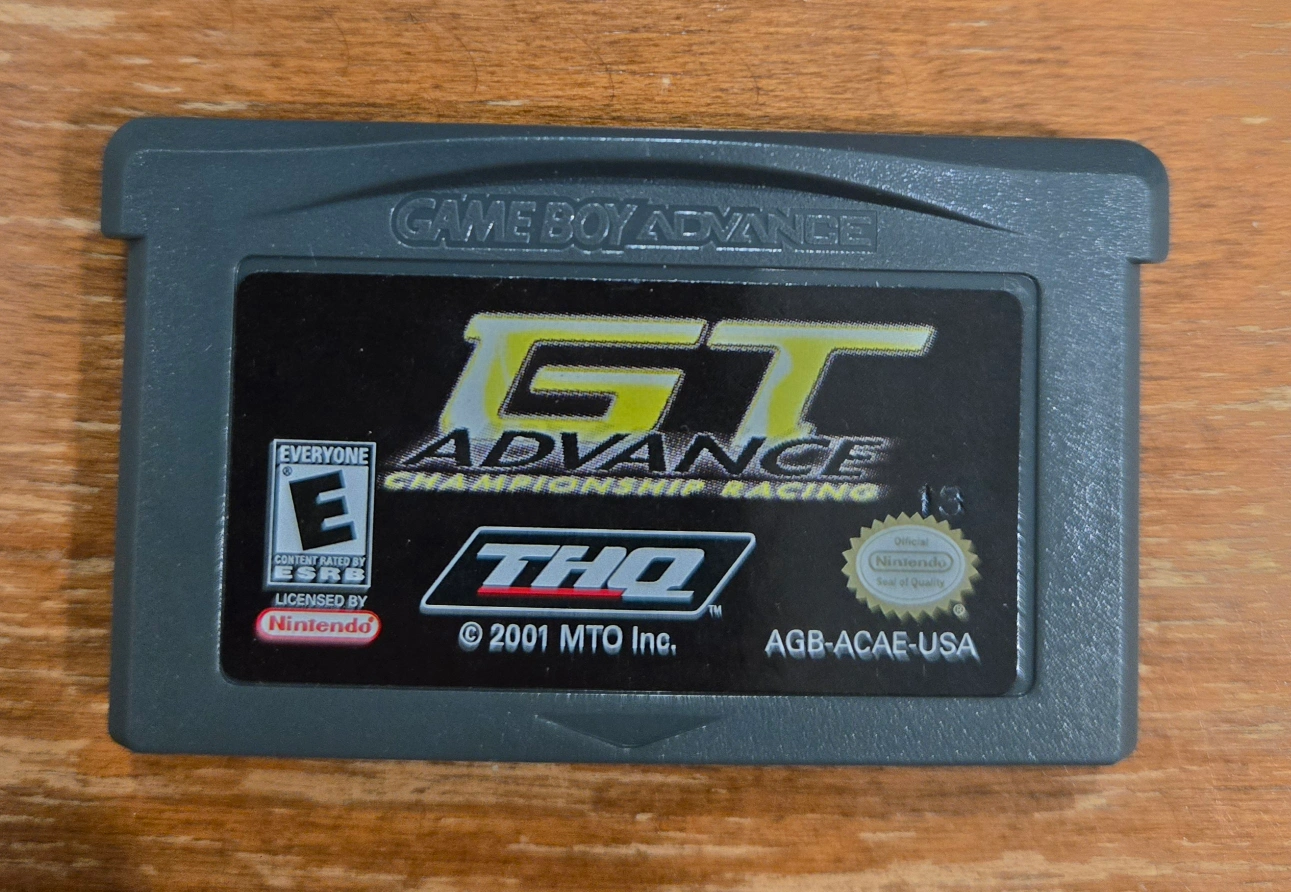 GAME BOY ADVANCE
GT
ADVANCE
CHAMPIONSHIP RACING
13
EVERYONE
E
®
CONTENT RATED BY
ESRB
LICENSED BY
Nintendo®
THQ
™
© 2001 MTO Inc.
Official
Nintendo
Seal of Quality
®
AGB-ACAE-USA